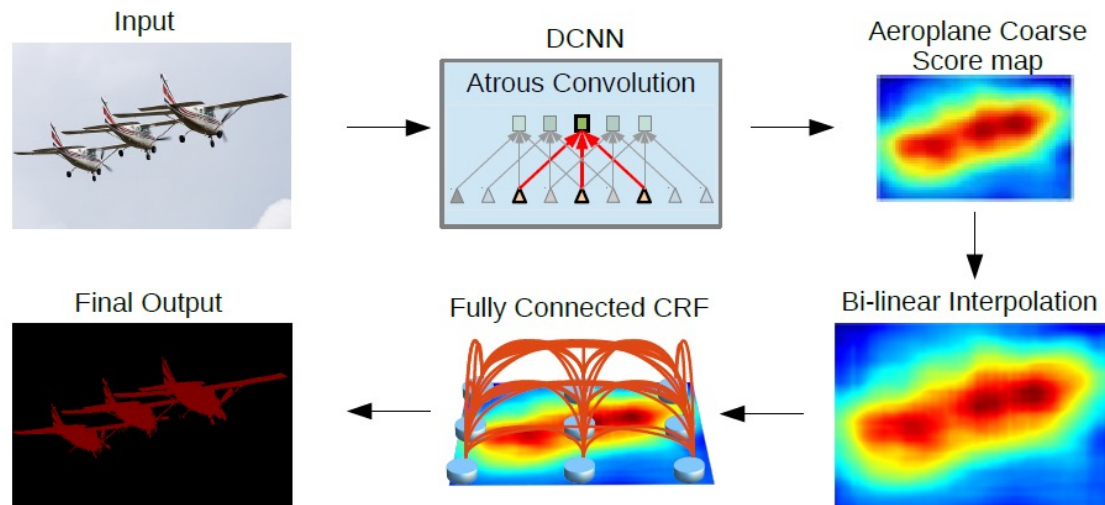 Input
DCNN
Atrous Convolution
Aeroplane Coarse
Score map
Bi-linear Interpolation
Fully Connected CRF
Final Output